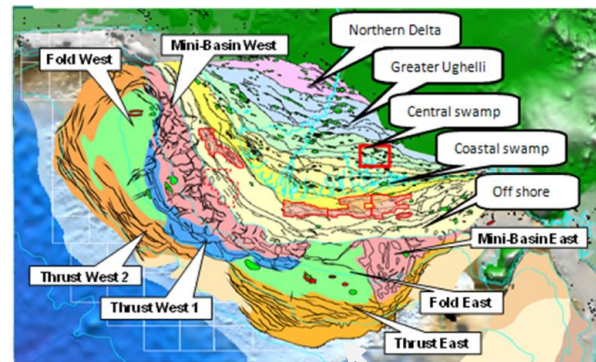 Northern Delta
Mini-Basin West
Fold West
Greater Ughelli
Central swamp
Coastal swamp
Off shore
Mini-Basin East
Thrust West 2
Fold East
Thrust West 1
Thrust East